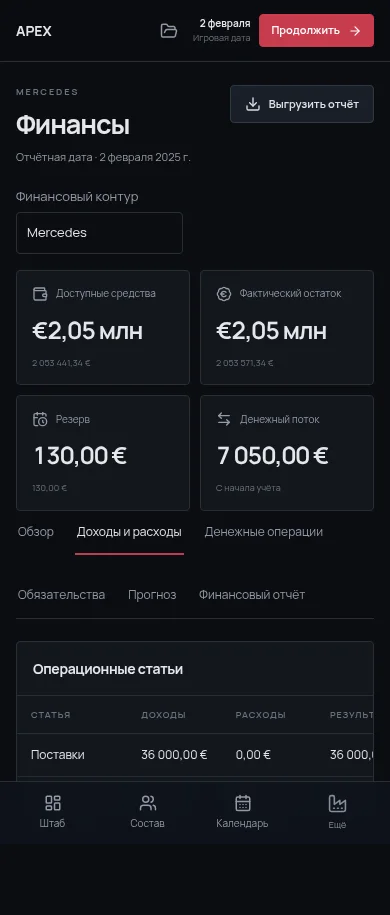 APEX
2 февраля
Игровая дата
Продолжить
MERCEDES
Финансы
Выгрузить отчёт
Отчётная дата · 2 февраля 2025 г.
Финансовый контур
Mercedes
Доступные средства
€2,05 млн
2 053 441,34 €
Фактический остаток
€2,05 млн
2 053 571,34 €
Резерв
130,00 €
130,00 €
Денежный поток
7 050,00 €
С начала учёта
Обзор Доходы и расходы Денежные операции
Обязательства Прогноз Финансовый отчёт
Операционные статьи
СТАТЬЯ ДОХОДЫ РАСХОДЫ РЕЗУЛЬТ
Поставки 36 000,00 € 0,00 € 36 000,
Штаб Состав Календарь Ещё